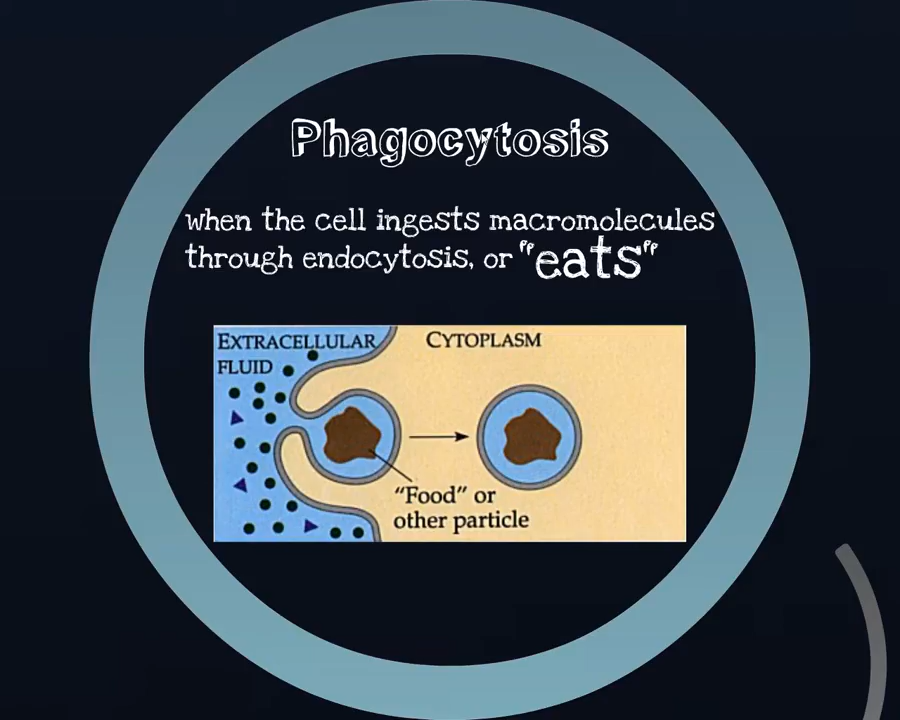 Phagocytosis
when the cell ingests macromolecules
through endocytosis, or "eats"
EXTRACELLULAR
FLUID
CYTOPLASM
“Food” or
other particle